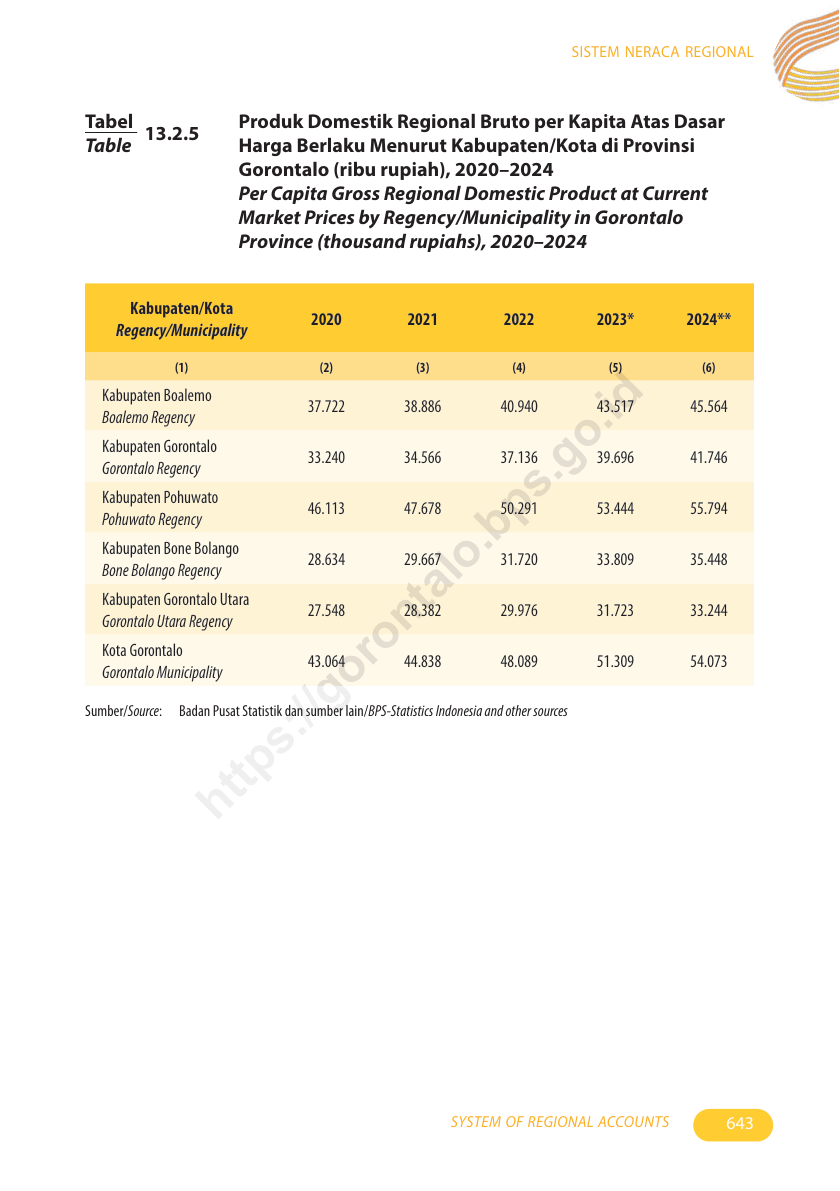 SISTEM NERACA REGIONAL
Tabel
Table
13.2.5
Produk Domestik Regional Bruto per Kapita Atas Dasar
Harga Berlaku Menurut Kabupaten/Kota di Provinsi
Gorontalo (ribu rupiah), 2020–2024
Per Capita Gross Regional Domestic Product at Current
Market Prices by Regency/Municipality in Gorontalo
Province (thousand rupiahs), 2020–2024
Kabupaten/Kota
Regency/Municipality
2020 2021 2022 2023* 2024**
(1) (2) (3) (4) (5) (6)
Kabupaten Boalemo
Boalemo Regency
37.722 38.886 40.940 43.517 45.564
Kabupaten Gorontalo
Gorontalo Regency
33.240 34.566 37.136 39.696 41.746
Kabupaten Pohuwato
Pohuwato Regency
46.113 47.678 50.291 53.444 55.794
Kabupaten Bone Bolango
Bone Bolango Regency
28.634 29.667 31.720 33.809 35.448
Kabupaten Gorontalo Utara
Gorontalo Utara Regency
27.548 28.382 29.976 31.723 33.244
Kota Gorontalo
Gorontalo Municipality
43.064 44.838 48.089 51.309 54.073
Sumber/Source: Badan Pusat Statistik dan sumber lain/BPS-Statistics Indonesia and other sources
https://gorontalo.bps.go.id
SYSTEM OF REGIONAL ACCOUNTS 643